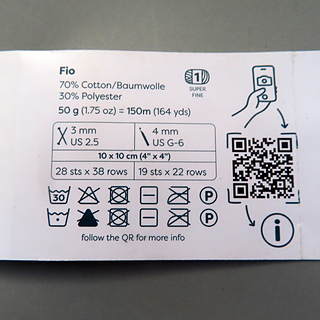 Fio
70% Cotton/Baumwolle
30% Polyester
50 g (1.75 oz) = 150m (164 yds)
1
SUPER
FINE
3 mm
US 2.5
4 mm
US G-6
10 x 10 cm (4" x 4")
28 sts x 38 rows
19 sts x 22 rows
30
P
P
follow the QR for more info
i